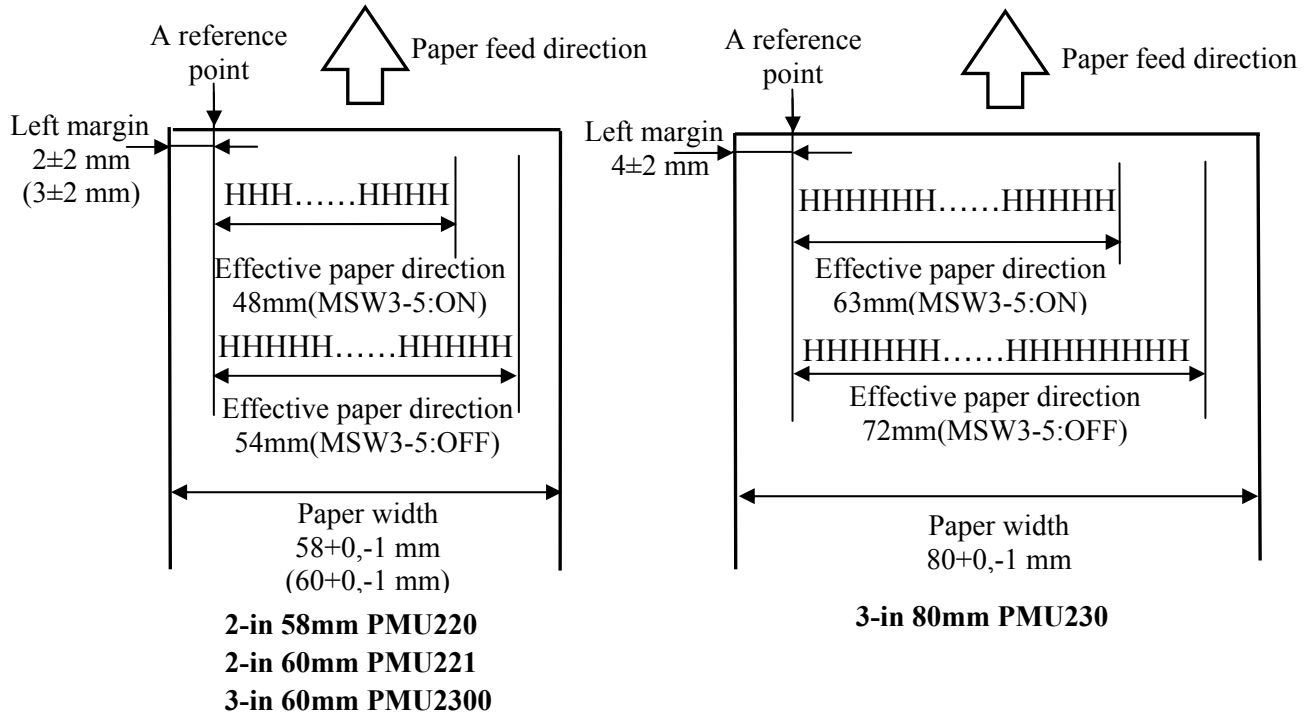 A reference
point
Paper feed direction
Left margin
2±2 mm
(3±2 mm)
HHH……HHHH
Effective paper direction
48mm(MSW3-5:ON)
HHHHH……HHHHH
Effective paper direction
54mm(MSW3-5:OFF)
Paper width
58+0,-1 mm
(60+0,-1 mm)
2-in 58mm PMU220
2-in 60mm PMU221
3-in 60mm PMU2300
A reference
point
Paper feed direction
Left margin
4±2 mm
HHHHHH……HHHHH
Effective paper direction
63mm(MSW3-5:ON)
HHHHHH……HHHHHHHH
Effective paper direction
72mm(MSW3-5:OFF)
Paper width
80+0,-1 mm
3-in 80mm PMU230